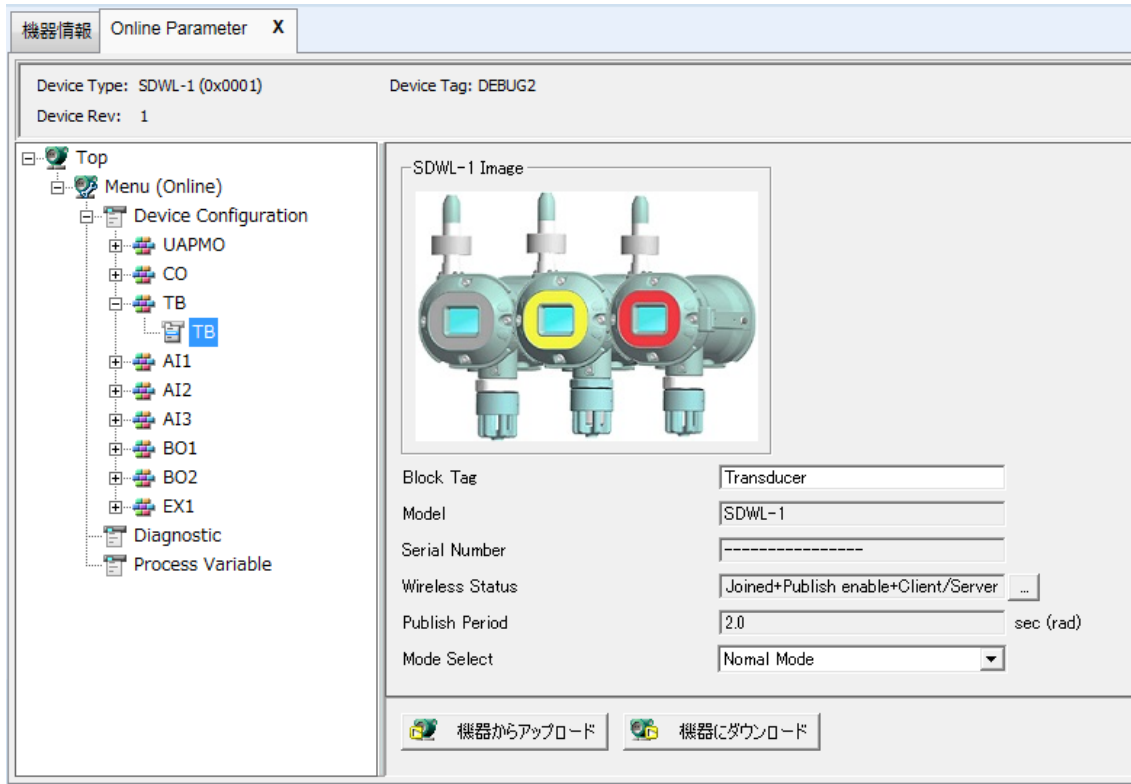 機器情報
Online Parameter X
Device Type: SDWL-1 (0x0001) Device Tag: DEBUG2
Device Rev: 1
Top
Menu (Online)
Device Configuration
UAPMO
CO
TB
TB
AI1
AI2
AI3
BO1
BO2
EX1
Diagnostic
Process Variable
SDWL-1 Image
Block Tag Transducer
Model SDWL-1
Serial Number ----------------
Wireless Status Joined+Publish enable+Client/Server ...
Publish Period 2.0 sec (rad)
Mode Select Nomal Mode
機器からアップロード 機器にダウンロード